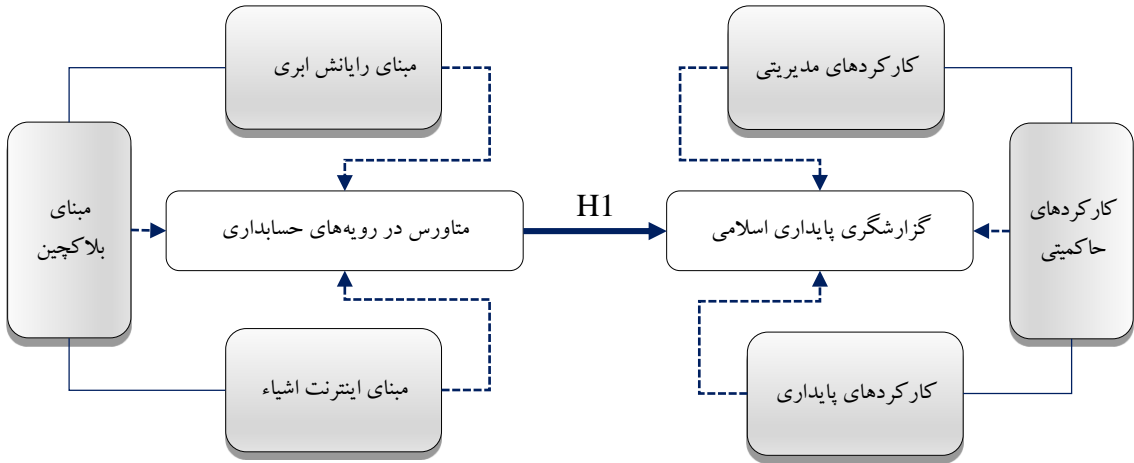 کارکردهای مدیریتی
مبنای رایانش ابری
کارکردهای
حاکمیتی
گزارشگری پایداری اسلامی
H1
متاورس در رویه‌های حسابداری
مبنای
بلاکچین
کارکردهای پایداری
مبنای اینترنت اشیاء